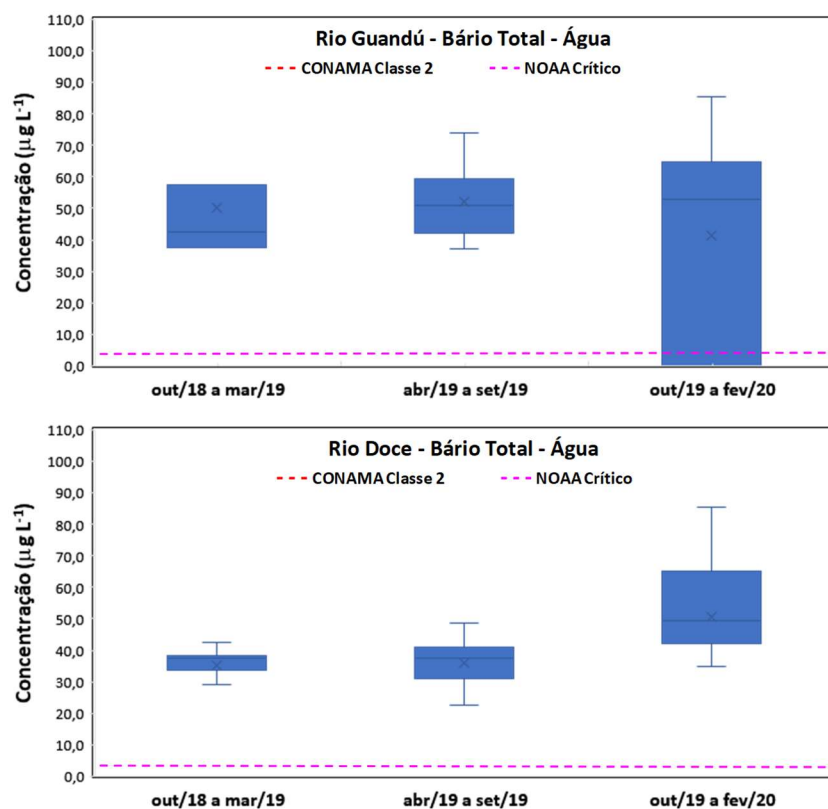 Rio Guandú - Bário Total - Água
CONAMA Classe 2
NOAA Crítico
Concentração (µg L-1)
110,0
100,0
90,0
80,0
70,0
60,0
50,0
40,0
30,0
20,0
10,0
0,0
out/18 a mar/19
abr/19 a set/19
out/19 a fev/20
Rio Doce - Bário Total - Água
CONAMA Classe 2
NOAA Crítico
Concentração (µg L-1)
110,0
100,0
90,0
80,0
70,0
60,0
50,0
40,0
30,0
20,0
10,0
0,0
out/18 a mar/19
abr/19 a set/19
out/19 a fev/20